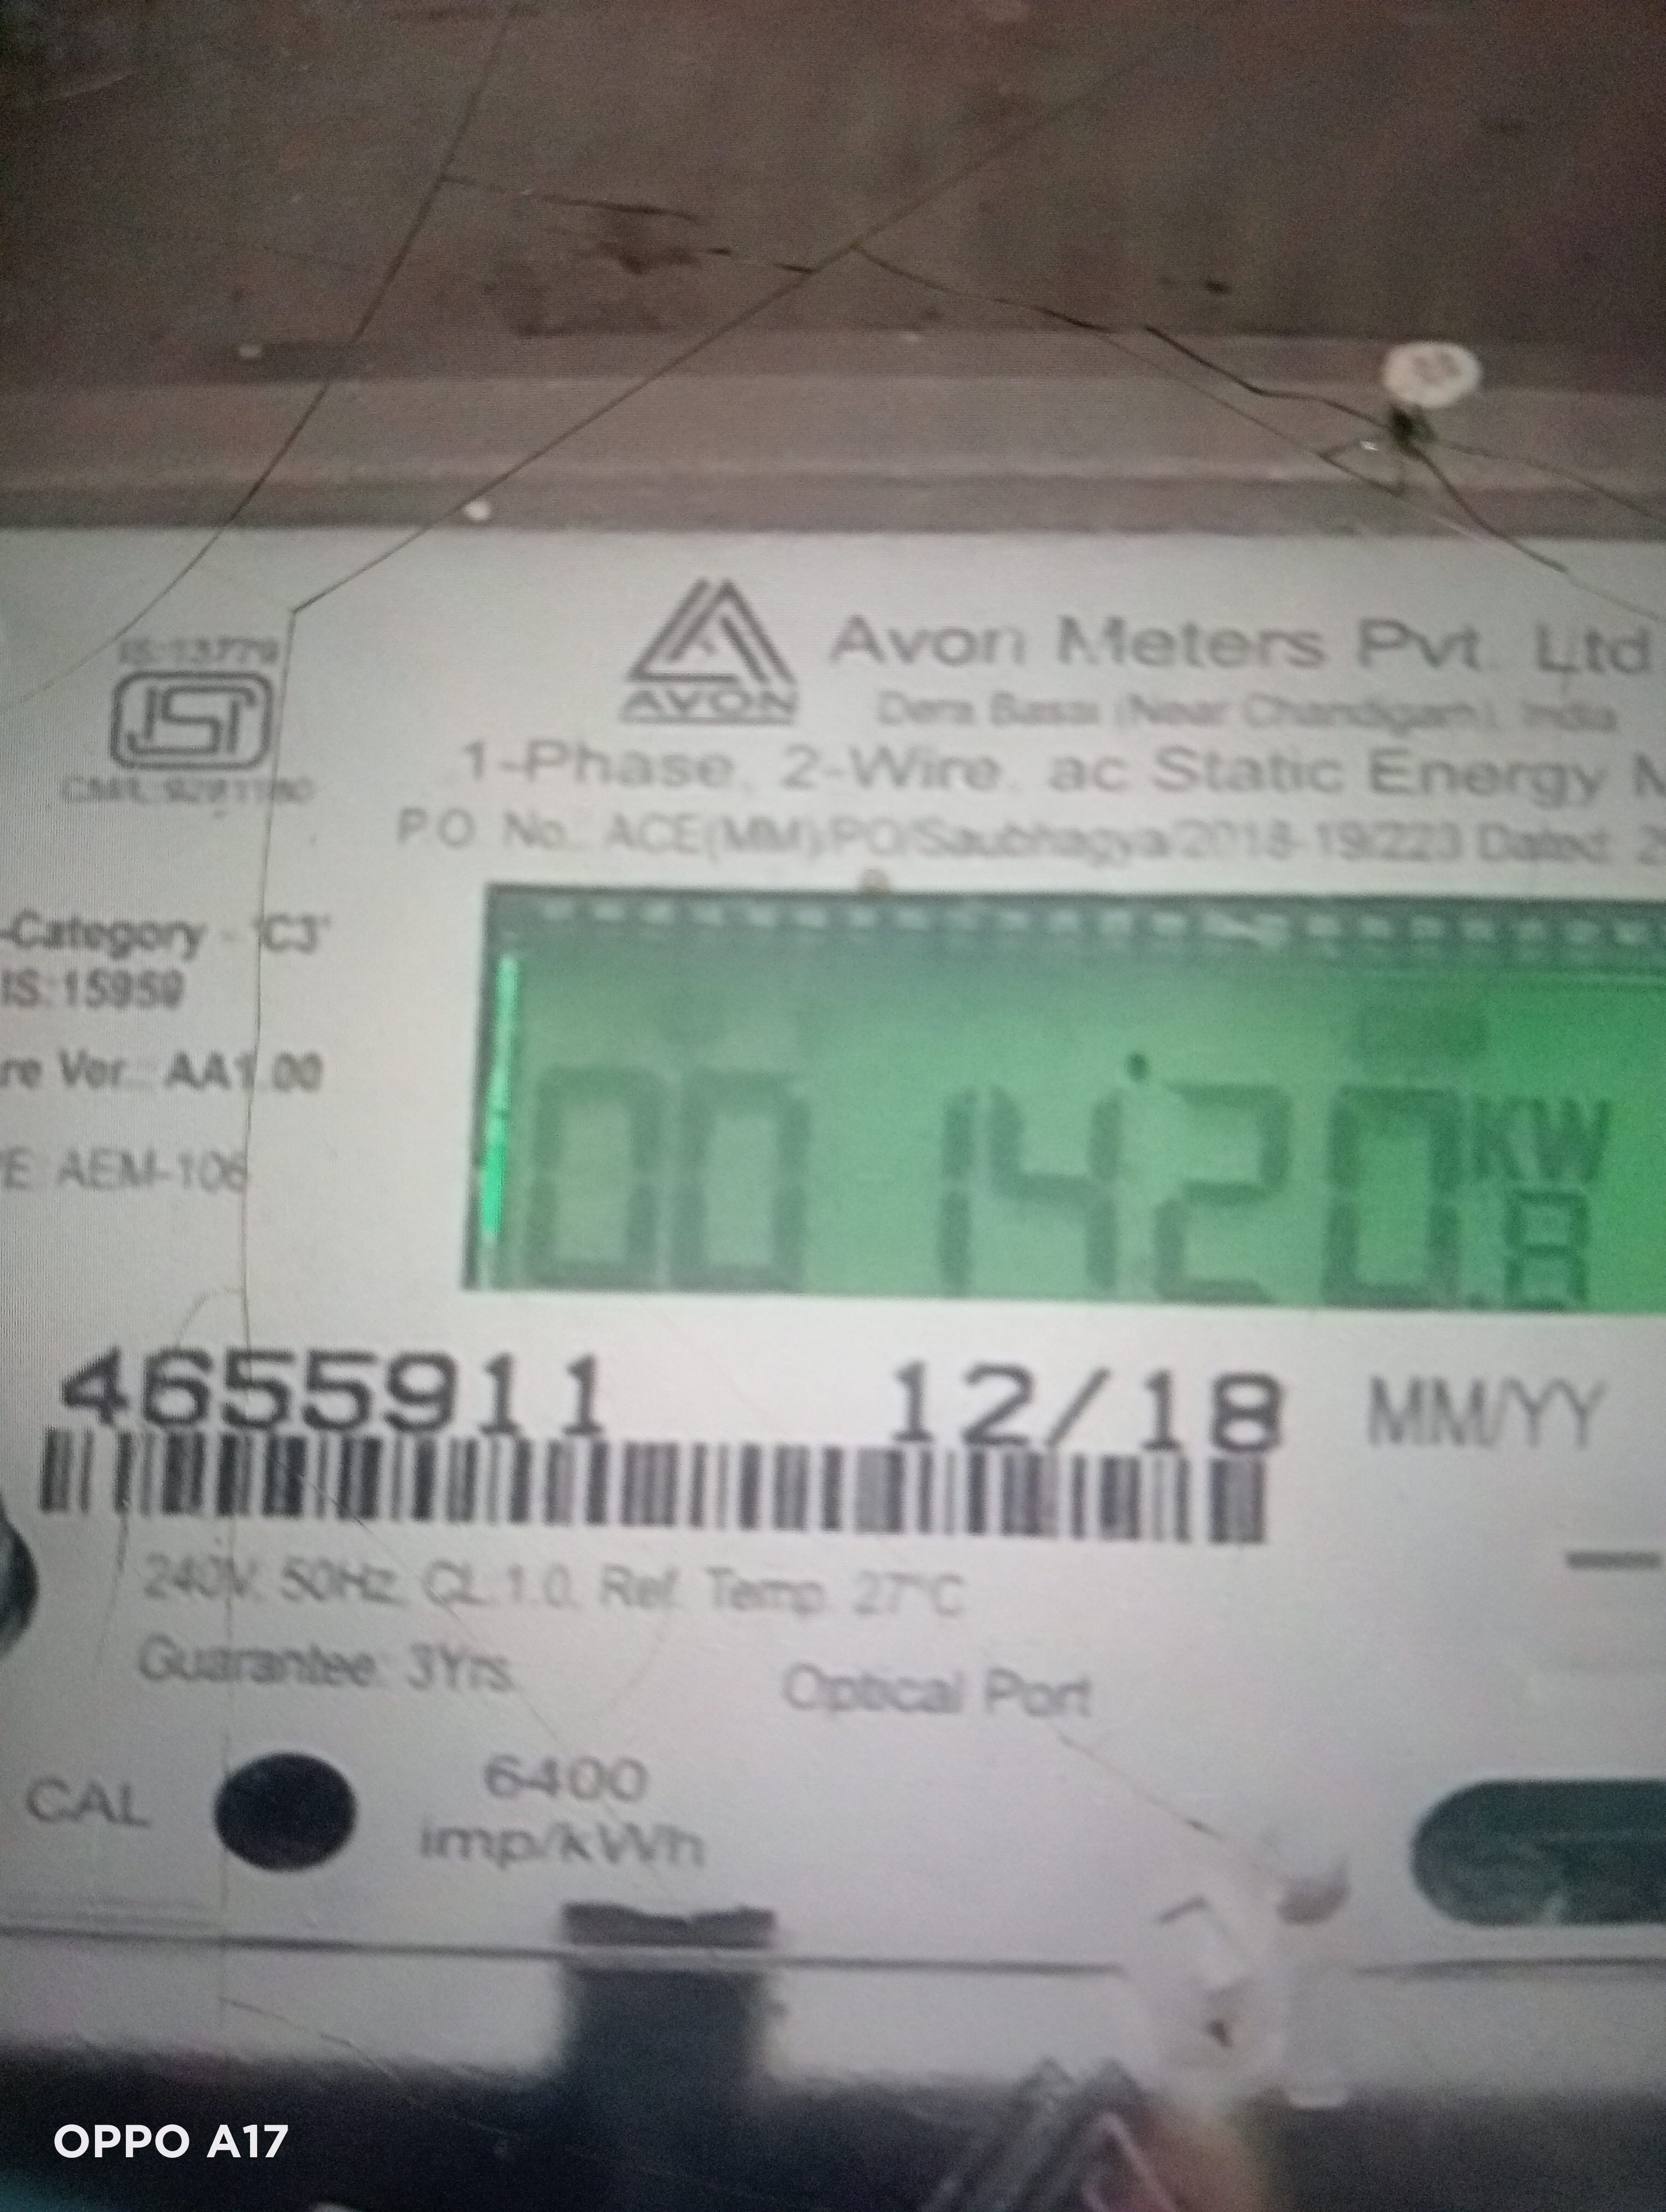 IS:13779
ISI
AVON
Avon Meters Pvt. Ltd
Dera Bassi (Near Chandigarh), India
1-Phase, 2-Wire, ac Static Energy M
P.O. No.: ACE(MM)/PO/Saubhagya/2018-19/223 Dated: 2
-Category - 'C3'
IS:15959
re Ver.: AA1.00
E: AEM-106
001420.8 KW
4655911 12/18 MM/YY
240V, 50Hz, CL.1.0, Ref. Temp. 27°C
Guarantee: 3Yrs.
Optical Port
CAL
6400
imp/kWh
OPPO A17